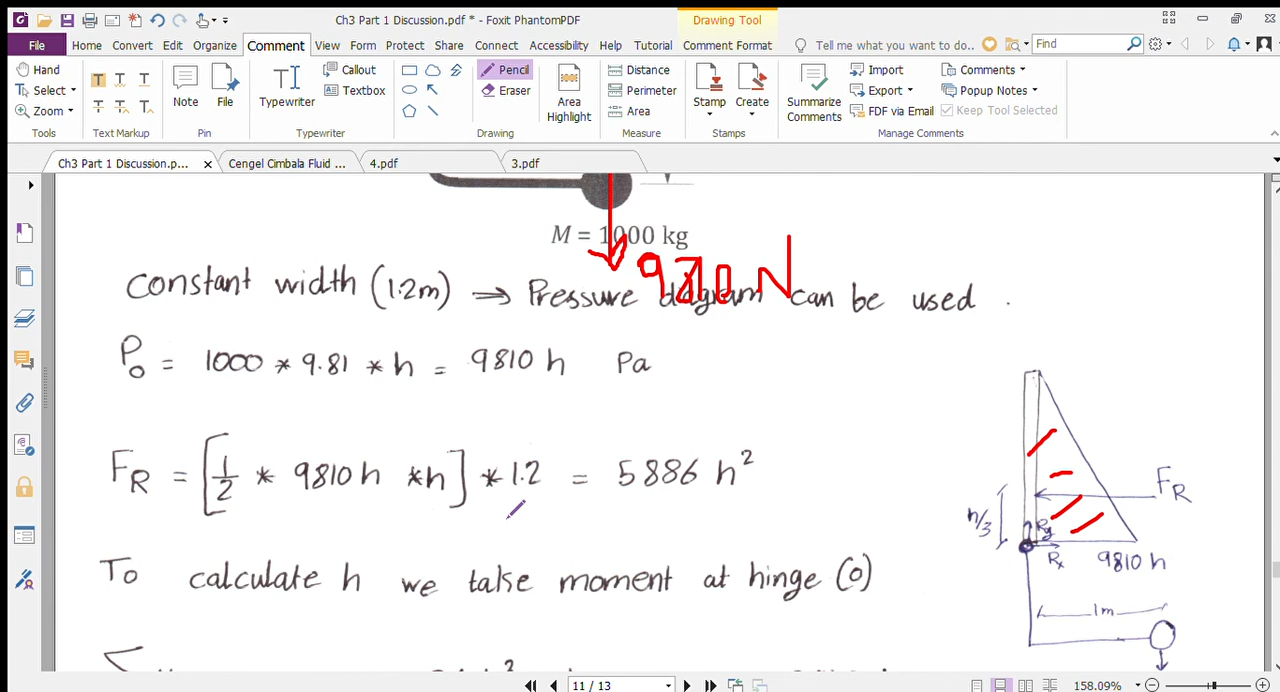 Ch3 Part 1 Discussion.pdf * - Foxit PhantomPDF
Drawing Tool
File Home Convert Edit Organize Comment View Form Protect Share Connect Accessibility Help Tutorial Comment Format Tell me what you want to do.. Find
Hand
Select
Zoom
Tools
Text Markup
Note
File
Pin
Typewriter
Callout
Textbox
Typewriter
Pencil
Eraser
Drawing
Area Highlight
Distance
Perimeter
Area
Measure
Stamp
Create
Stamps
Summarize Comments
Import
Export
FDF via Email
Comments
Popup Notes
Keep Tool Selected
Manage Comments
Ch3 Part 1 Discussion.p... × Cengel Cimbala Fluid ... 4.pdf 3.pdf
M = 1000 kg
9810 N
Constant width (1.2m) ⇒ Pressure diagram can be used .
P₀ = 1000 * 9.81 * h = 9810 h Pa
F_R = [1/2 * 9810 h * h] * 1.2 = 5886 h²
To calculate h we take moment at hinge (o)
F_R
h/3
Ry
Rx
9810 h
1m
11 / 13
158.09%